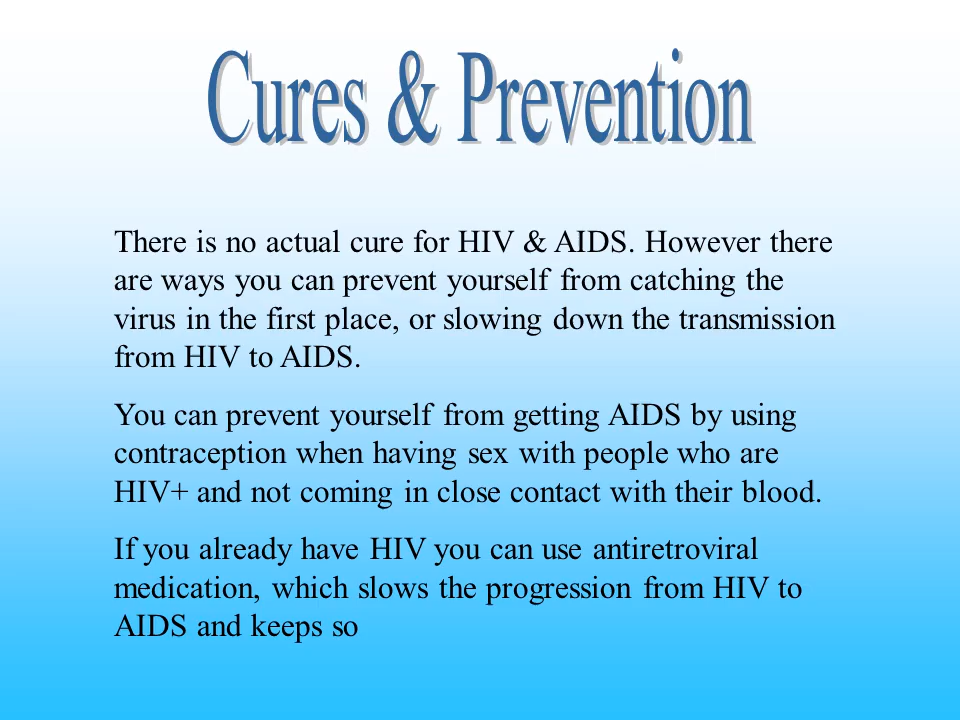 Cures & Prevention
There is no actual cure for HIV & AIDS. However there
are ways you can prevent yourself from catching the
virus in the first place, or slowing down the transmission
from HIV to AIDS.
You can prevent yourself from getting AIDS by using
contraception when having sex with people who are
HIV+ and not coming in close contact with their blood.
If you already have HIV you can use antiretroviral
medication, which slows the progression from HIV to
AIDS and keeps so